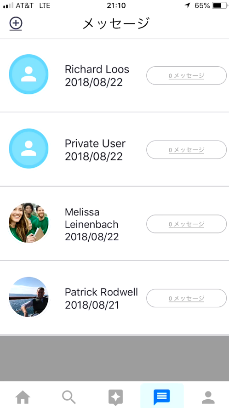 AT&T LTE 21:10 65%
メッセージ
Richard Loos
2018/08/22
0 メッセージ
Private User
2018/08/22
0 メッセージ
Melissa
Leinenbach
2018/08/22
0 メッセージ
Patrick Rodwell
2018/08/21
0 メッセージ